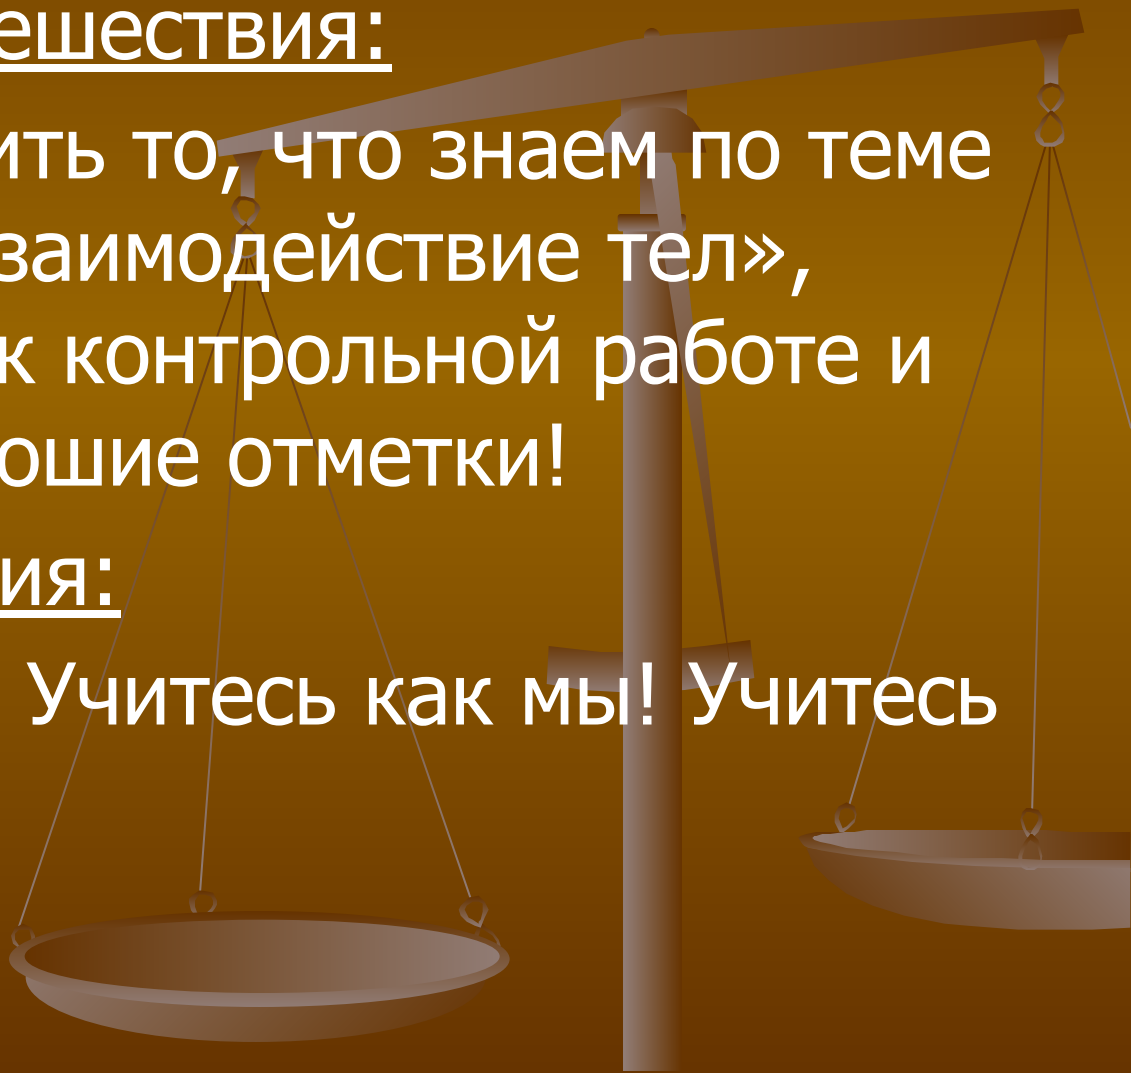 ешествия:
ить то, что знаем по теме
заимодействие тел»,
к контрольной работе и
ошие отметки!
ия:
Учитесь как мы! Учитесь